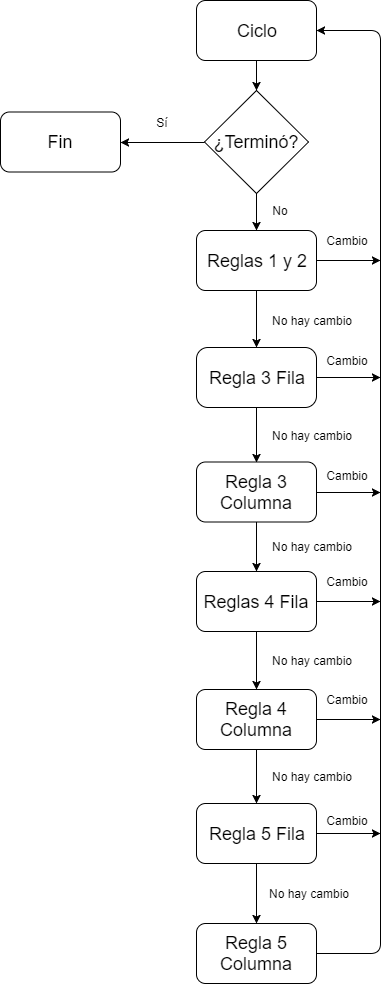 Ciclo
¿Terminó?
Sí
Fin
No
Reglas 1 y 2
Cambio
No hay cambio
Regla 3 Fila
Cambio
No hay cambio
Regla 3
Columna
Cambio
No hay cambio
Reglas 4 Fila
Cambio
No hay cambio
Regla 4
Columna
Cambio
No hay cambio
Regla 5 Fila
Cambio
No hay cambio
Regla 5
Columna